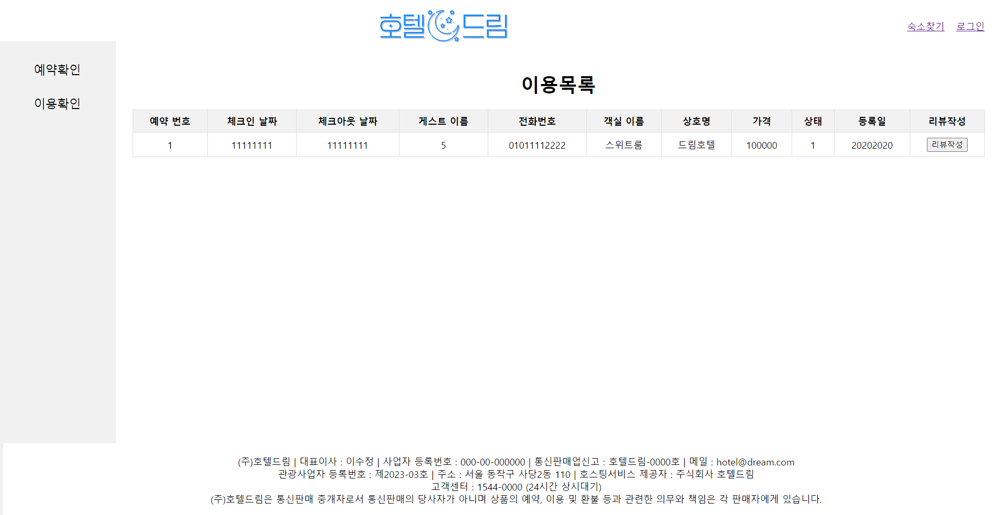 호텔드림
숙소찾기 로그인
예약확인
이용확인
이용목록
예약 번호 체크인 날짜 체크아웃 날짜 게스트 이름 전화번호 객실 이름 상호명 가격 상태 등록일 리뷰작성
1 11111111 11111111 5 01011112222 스위트룸 드림호텔 100000 1 20202020 리뷰작성
(주)호텔드림 | 대표이사 : 이수정 | 사업자 등록번호 : 000-00-000000 | 통신판매업신고 : 호텔드림-0000호 | 메일 : hotel@dream.com
관광사업자 등록번호 : 제2023-03호 | 주소 : 서울 동작구 사당2동 110 | 호스팅서비스 제공자 : 주식회사 호텔드림
고객센터 : 1544-0000 (24시간 상시대기)
(주)호텔드림은 통신판매 중개자로서 통신판매의 당사자가 아니며 상품의 예약, 이용 및 환불 등과 관련한 의무와 책임은 각 판매자에게 있습니다.